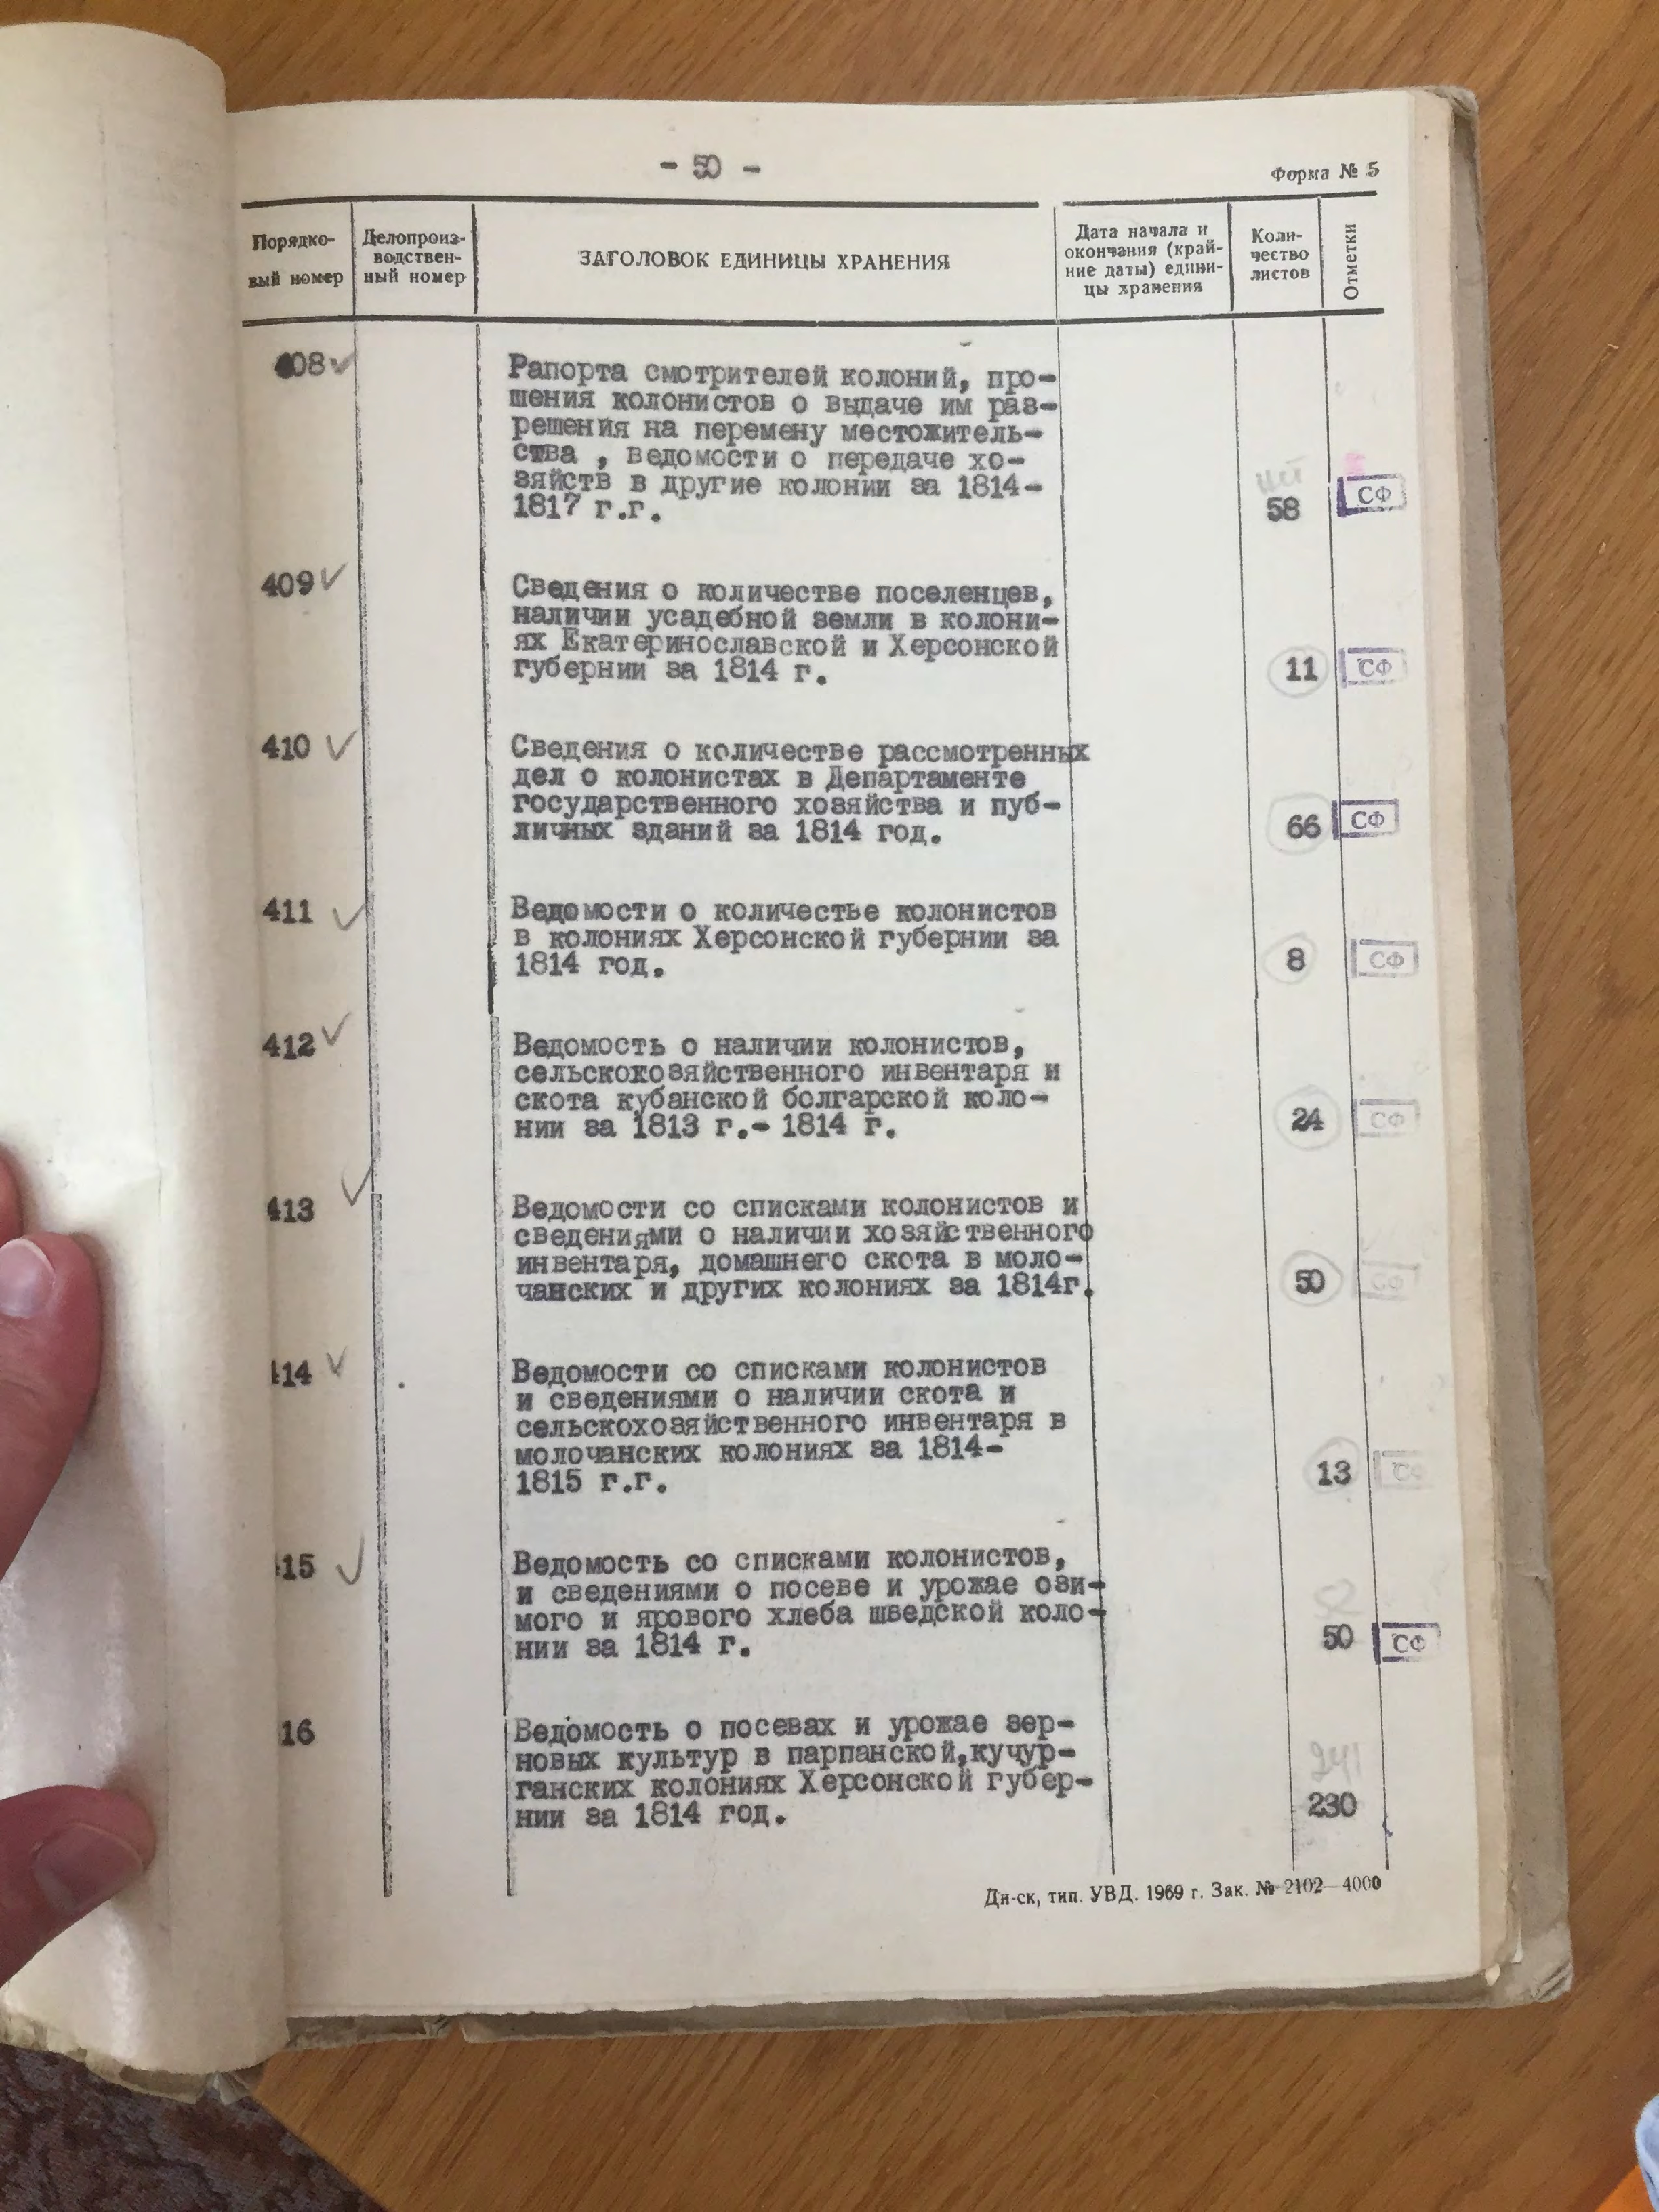 - 50 -
Форма № 5
Порядко-
вый номер
Делопроиз-
водствен-
ный номер
ЗАГОЛОВОК ЕДИНИЦЫ ХРАНЕНИЯ
Дата начала и
окончания (край-
ние даты) едини-
цы хранения
Коли-
чество
листов
Отметки
408
Рапорта смотрителей колоний, про-
шения колонистов о выдаче им раз-
решения на перемену местожитель-
ства , ведомости о передаче хо-
зяйств в другие колонии за 1814-
1817 г.г.
58
СФ
409
Сведения о количестве поселенцев,
наличии усадебной земли в колони-
ях Екатеринославской и Херсонской
губернии за 1814 г.
11
СФ
410
Сведения о количестве рассмотренных
дел о колонистах в Департаменте
государственного хозяйства и пуб-
личных зданий за 1814 год.
66
СФ
411
Ведомости о количестье колонистов
в колониях Херсонской губернии за
1814 год.
8
СФ
412
Ведомость о наличии колонистов,
сельскохозяйственного инвентаря и
скота кубанской болгарской коло-
нии за 1813 г.- 1814 г.
24
СФ
413
Ведомости со списками колонистов и
сведениями о наличии хозяйственного
инвентаря, домашнего скота в моло-
чанских и других колониях за 1814г.
50
СФ
414
Ведомости со списками колонистов
и сведениями о наличии скота и
сельскохозяйственного инвентаря в
молочанских колониях за 1814-
1815 г.г.
13
СФ
15
Ведомость со списками колонистов,
и сведениями о посеве и урожае ози-
мого и ярового хлеба шведской коло-
нии за 1814 г.
50
СФ
16
Ведомость о посевах и урожае зер-
новых культур в парпанской,кучур-
ганских колониях Херсонской губер-
нии за 1814 год.
241
230
Дн-ск, тип. УВД. 1969 г. Зак. № 2102—4000